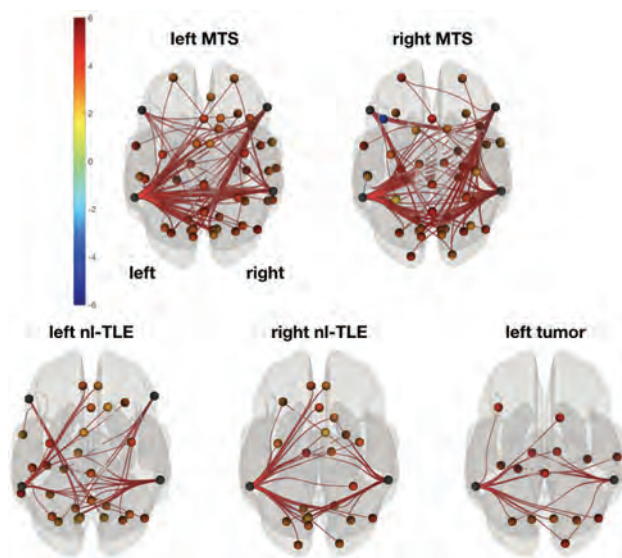 6
4
2
0
-2
-4
-6
left MTS
right MTS
left
right
left nl-TLE
right nl-TLE
left tumor